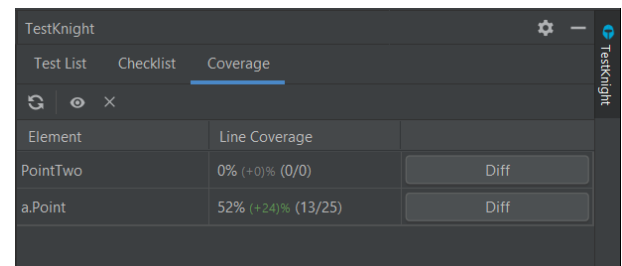 TestKnight
Test List Checklist Coverage
Element Line Coverage
PointTwo 0% (+0)% (0/0) Diff
a.Point 52% (+24)% (13/25) Diff
TestKnight